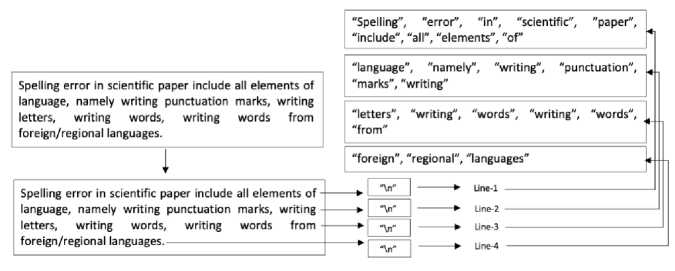 “Spelling”, “error”, “in”, “scientific”, “paper”,
“include”, “all”, “elements”, “of”
“language”, “namely”, “writing”, “punctuation”,
“marks”, “writing”
“letters”, “writing”, “words”, “writing”, “words”,
“from”
“foreign”, “regional”, “languages”
Spelling error in scientific paper include all elements of
language, namely writing punctuation marks, writing
letters, writing words, writing words from
foreign/regional languages.
Spelling error in scientific paper include all elements of
language, namely writing punctuation marks, writing
letters, writing words, writing words from
foreign/regional languages.
“\n”
Line-1
“\n”
Line-2
“\n”
Line-3
“\n”
Line-4